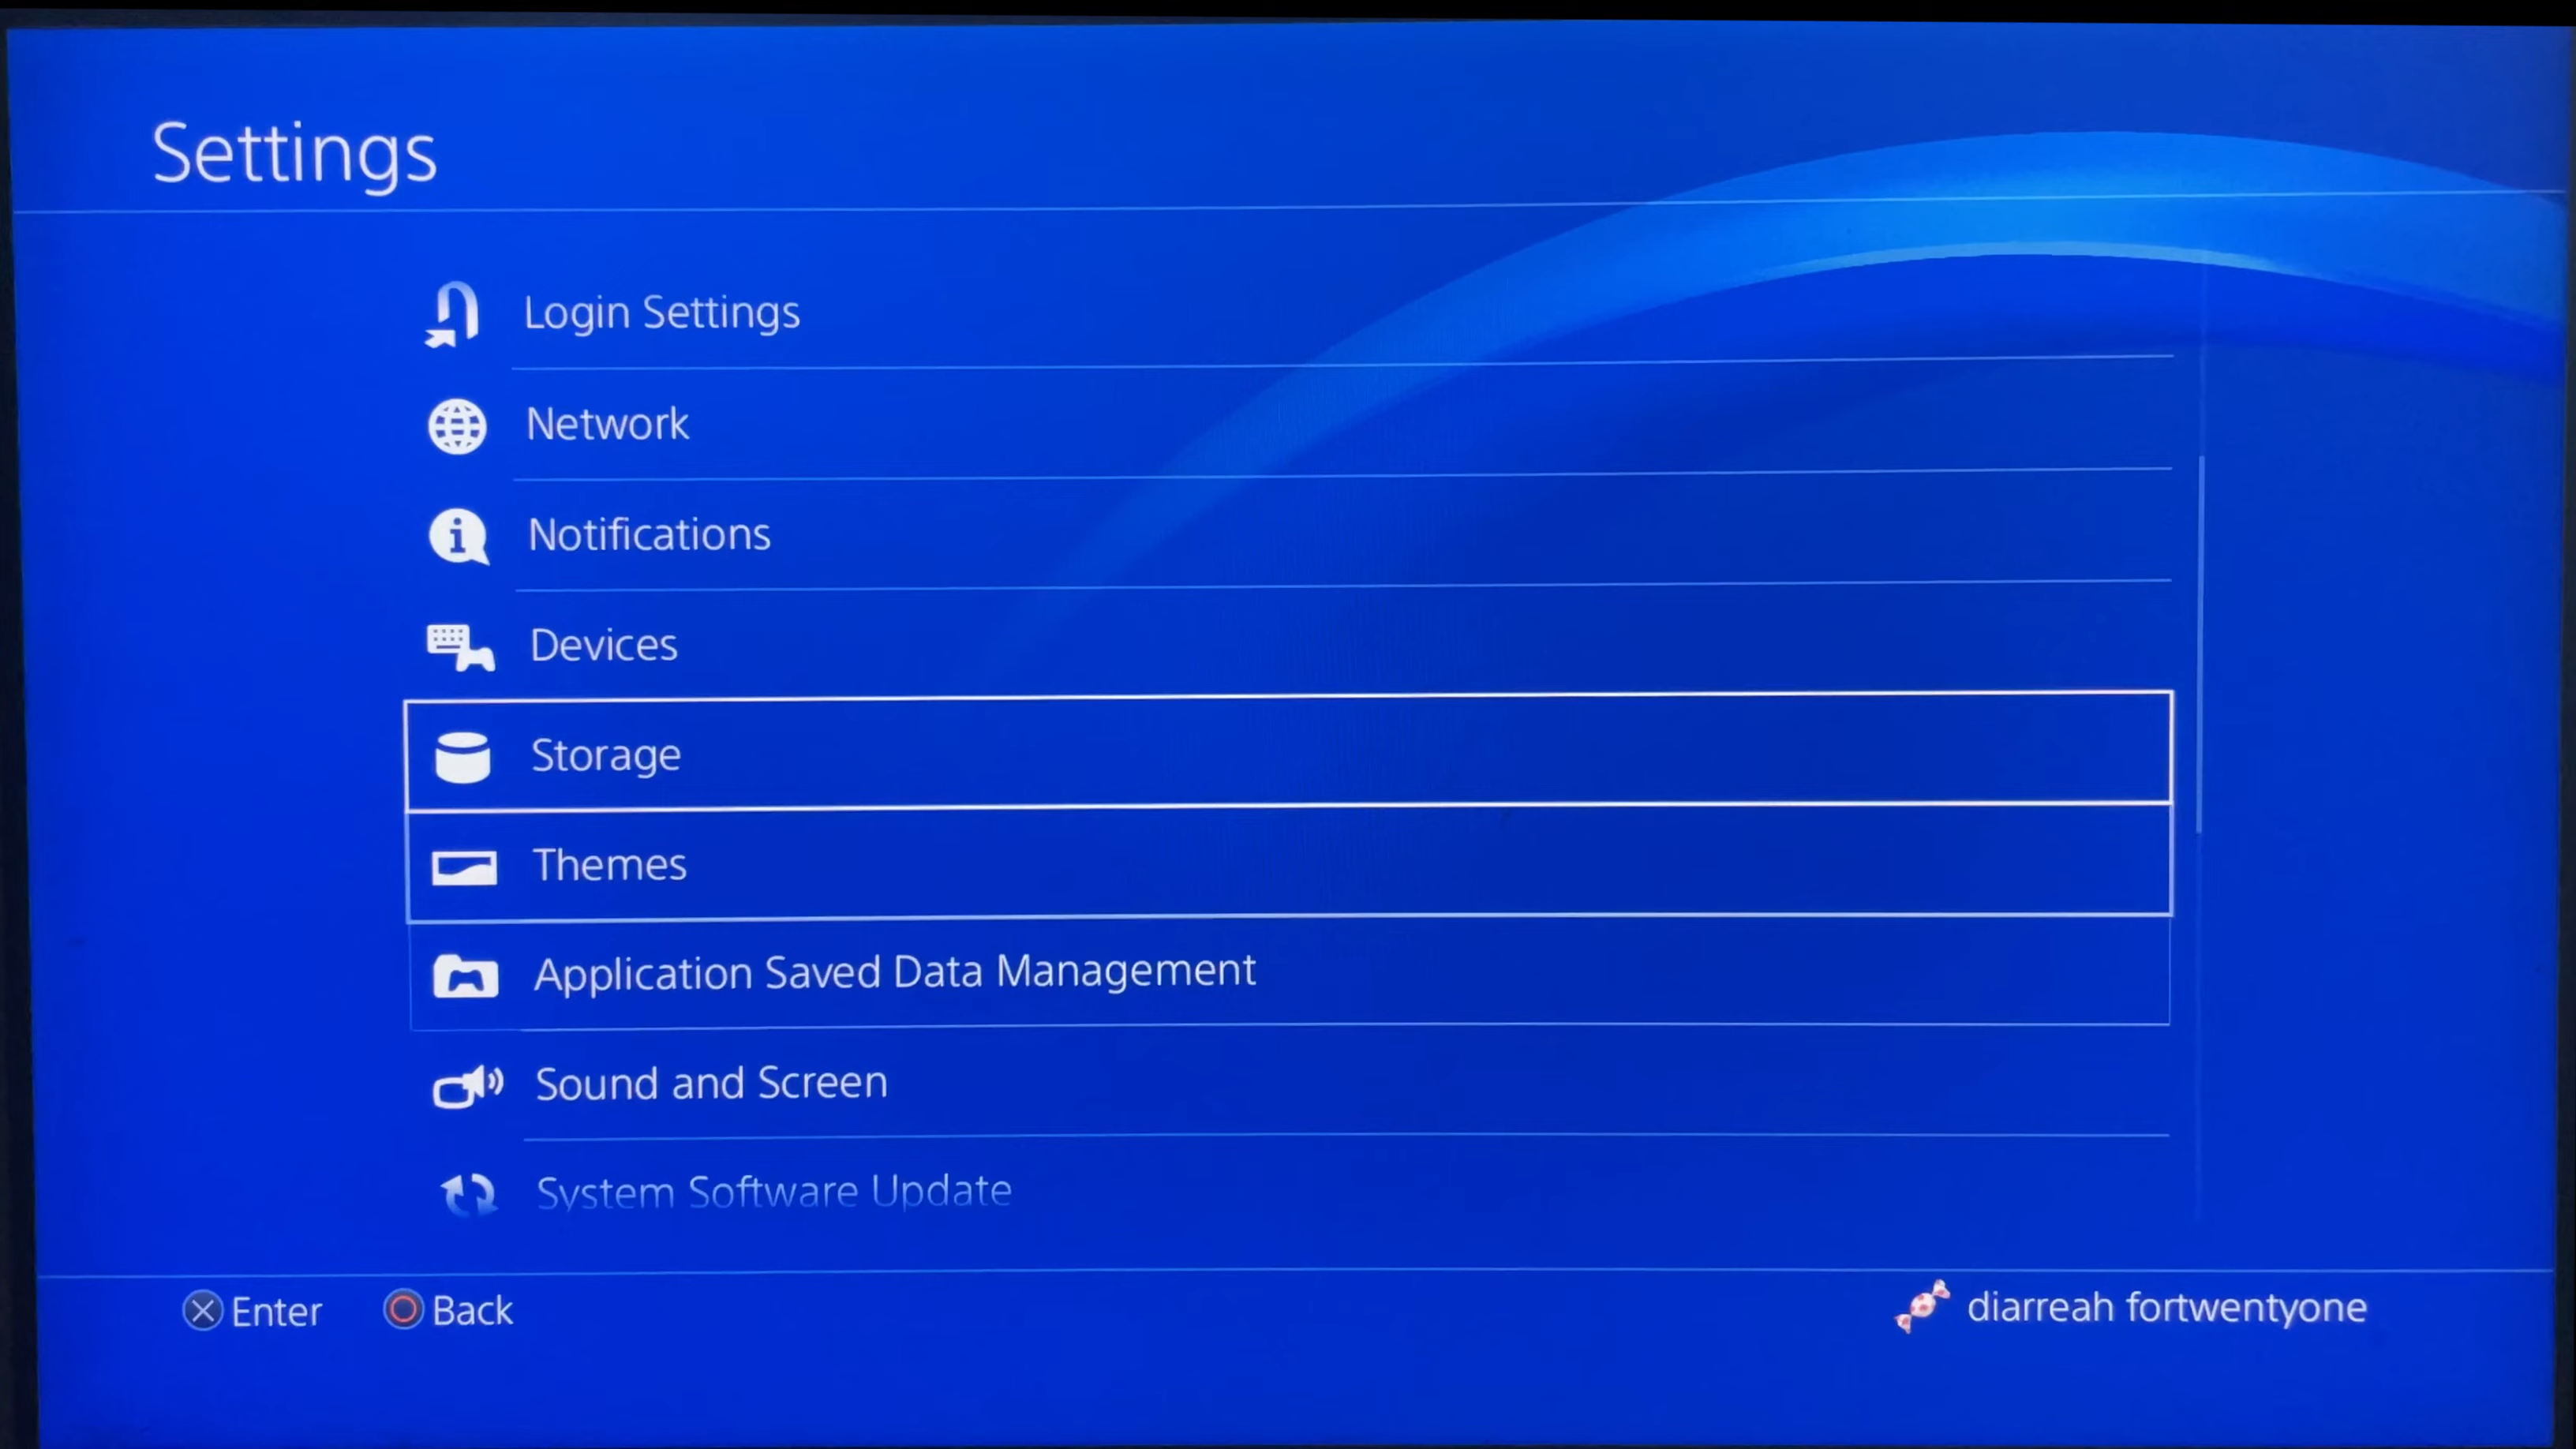 Settings
Login Settings
Network
Notifications
Devices
Storage
Themes
Application Saved Data Management
Sound and Screen
System Software Update
Enter
Back
diarreah fortwentyone